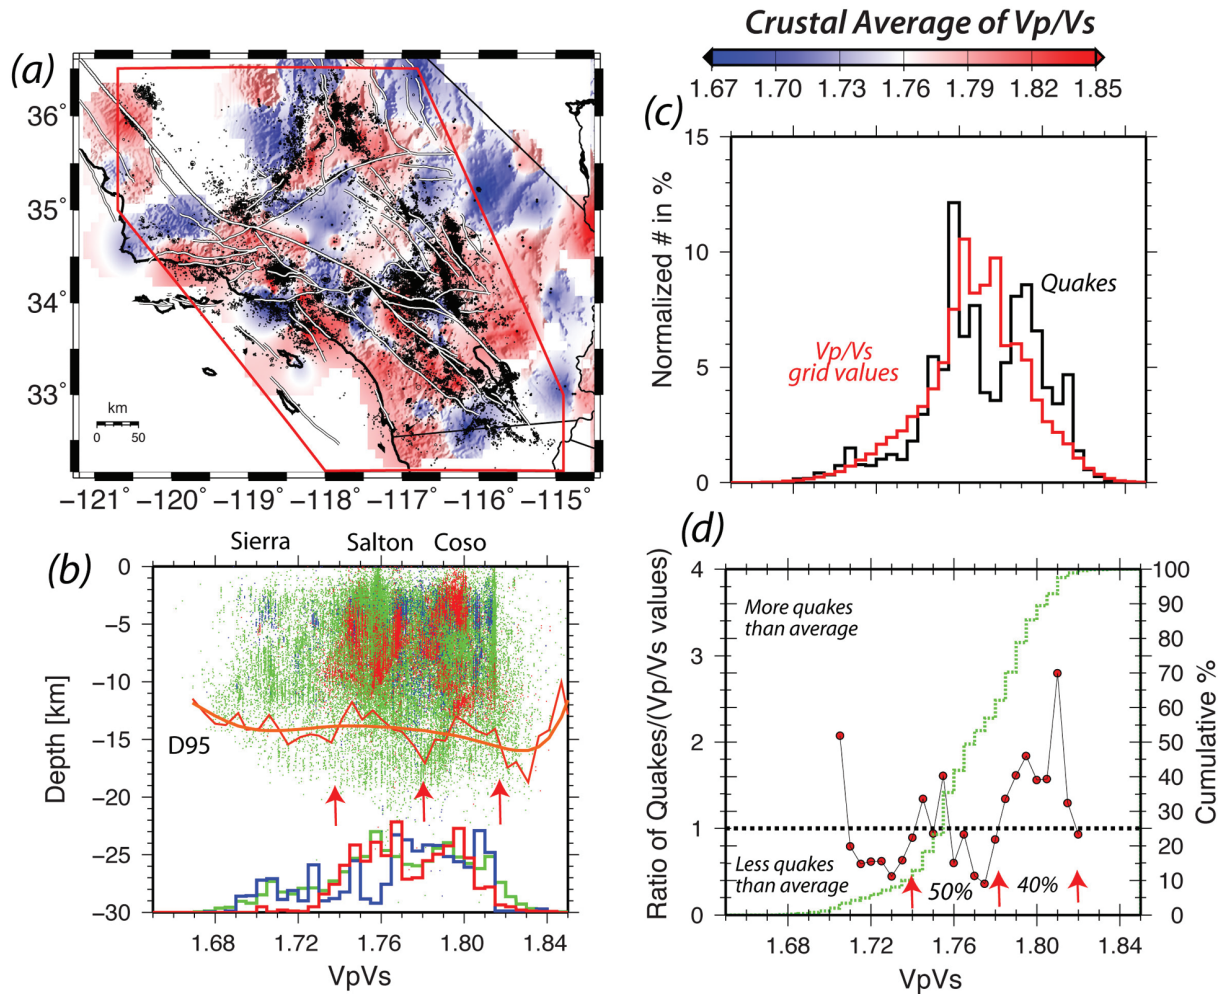 Crustal Average of Vp/Vs
1.67 1.70 1.73 1.76 1.79 1.82 1.85
(a)
36°
35°
34°
33°
km
0 50
−121° −120° −119° −118° −117° −116° −115°
(c)
15
10
5
0
Normalized # in %
Quakes
Vp/Vs
grid values
(b)
Sierra Salton Coso
0
−5
−10
−15
−20
−25
−30
Depth [km]
D95
1.68 1.72 1.76 1.80 1.84
VpVs
(d)
4
3
2
1
0
Ratio of Quakes/(Vp/Vs values)
More quakes
than average
Less quakes
than average
50% 40%
100
90
80
70
60
50
40
30
20
10
0
Cumulative %
1.68 1.72 1.76 1.80 1.84
VpVs